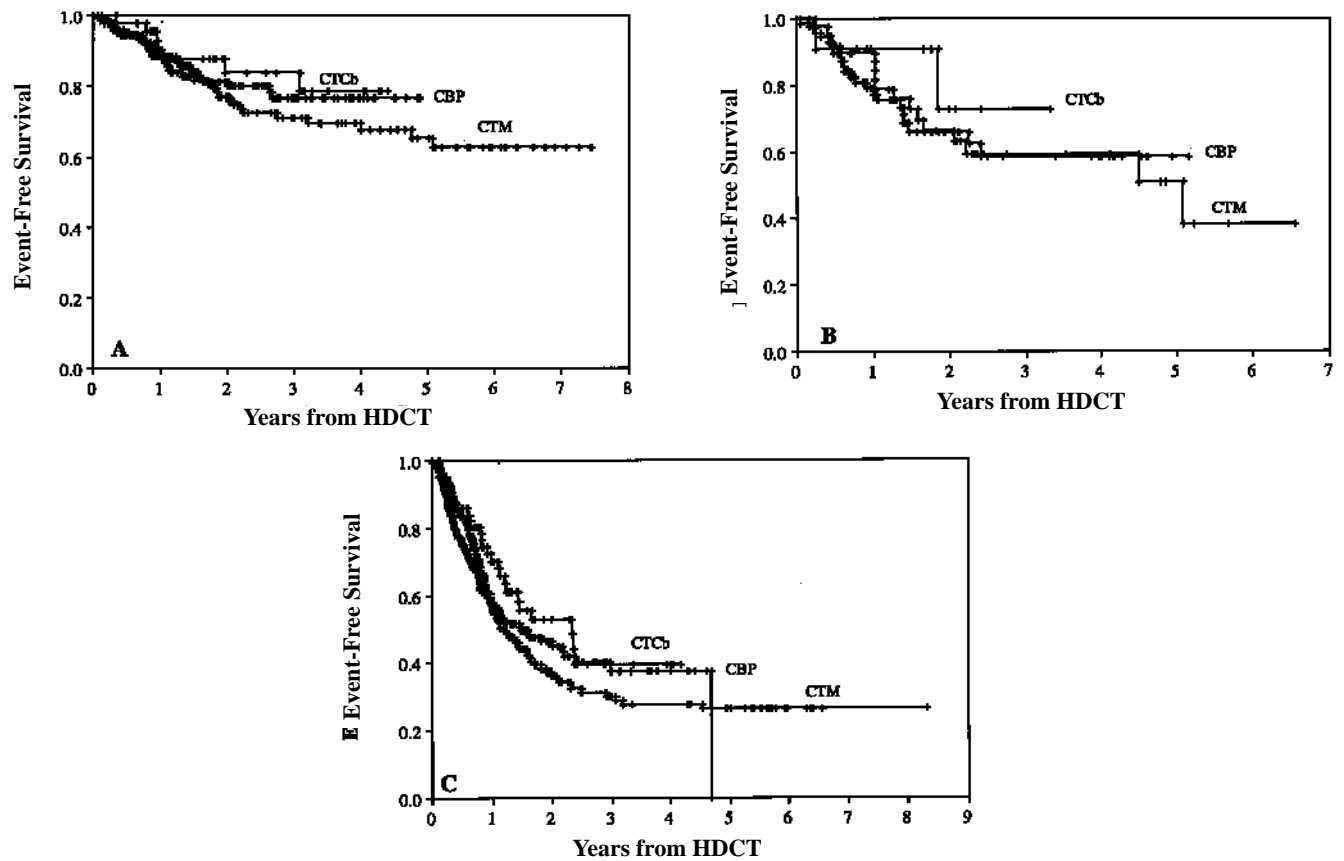 Event-Free Survival
1.0
0.8
0.6
0.4
0.2
0.0
CTCb
CBP
CTM
A
0 1 2 3 4 5 6 7 8
Years from HDCT
] Event-Free Survival
1.0
0.8
0.6
0.4
0.2
0.0
CTCb
CBP
CTM
B
0 1 2 3 4 5 6 7
Years from HDCT
E Event-Free Survival
1.0
0.8
0.6
0.4
0.2
0.0
CTCb
CBP
CTM
C
0 1 2 3 4 5 6 7 8 9
Years from HDCT